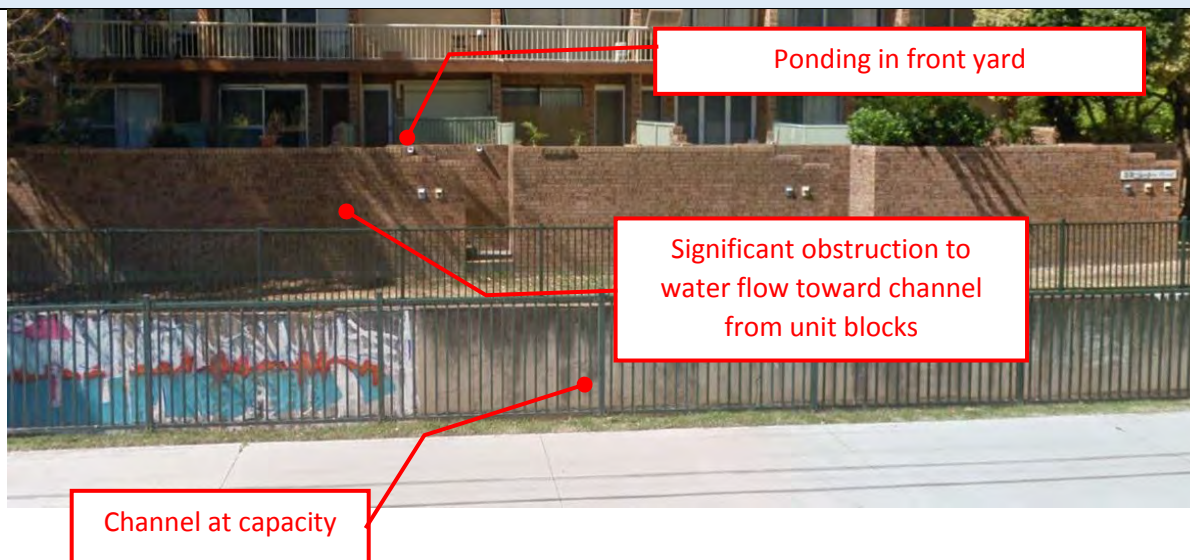 Ponding in front yard
Significant obstruction to
water flow toward channel
from unit blocks
Channel at capacity